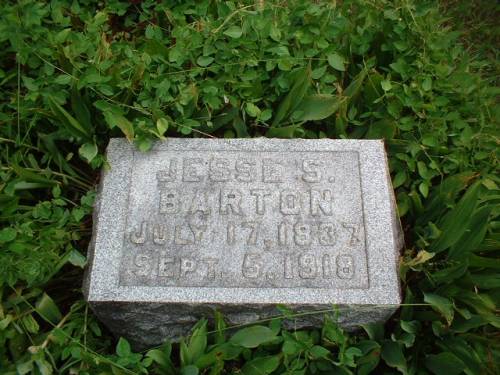 JESSE S.
BARTON
JULY 17, 1837
SEPT. 5, 1918